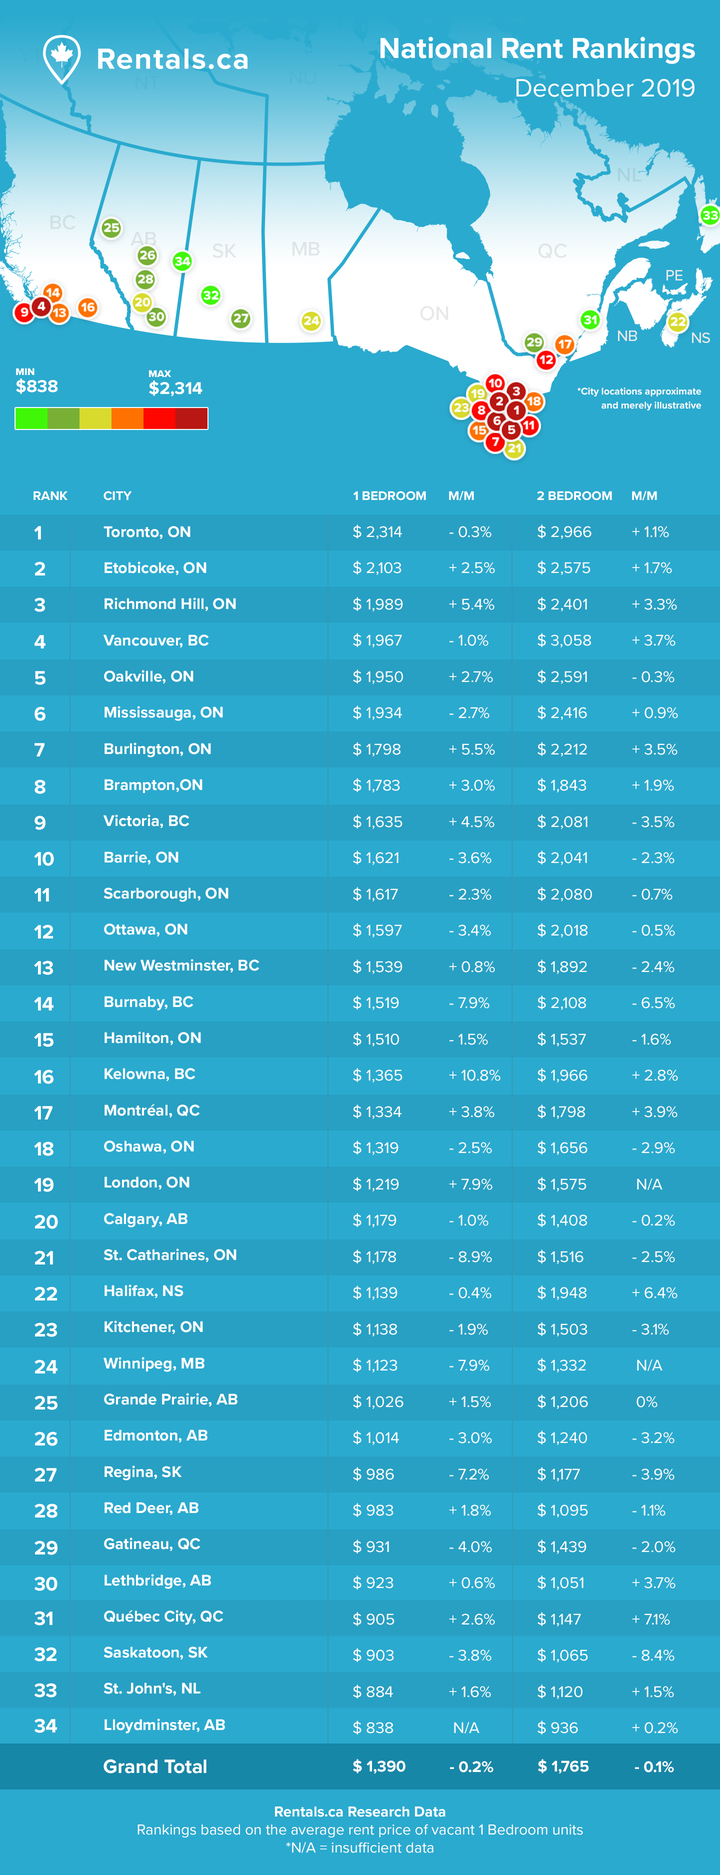 Rentals.ca
National Rent Rankings
December 2019
NT
NU
NL
BC
AB
SK
MB
ON
QC
PE
NB
NS
25
26
34
28
32
20
30
27
24
14
9
4
13
16
33
31
22
29
17
12
10
3
19
2
18
23
8
1
6
11
15
5
7
21
MIN
$838
MAX
$2,314
*City locations approximate
and merely illustrative
RANK CITY 1 BEDROOM M/M 2 BEDROOM M/M
1 Toronto, ON $ 2,314 - 0.3% $ 2,966 + 1.1%
2 Etobicoke, ON $ 2,103 + 2.5% $ 2,575 + 1.7%
3 Richmond Hill, ON $ 1,989 + 5.4% $ 2,401 + 3.3%
4 Vancouver, BC $ 1,967 - 1.0% $ 3,058 + 3.7%
5 Oakville, ON $ 1,950 + 2.7% $ 2,591 - 0.3%
6 Mississauga, ON $ 1,934 - 2.7% $ 2,416 + 0.9%
7 Burlington, ON $ 1,798 + 5.5% $ 2,212 + 3.5%
8 Brampton,ON $ 1,783 + 3.0% $ 1,843 + 1.9%
9 Victoria, BC $ 1,635 + 4.5% $ 2,081 - 3.5%
10 Barrie, ON $ 1,621 - 3.6% $ 2,041 - 2.3%
11 Scarborough, ON $ 1,617 - 2.3% $ 2,080 - 0.7%
12 Ottawa, ON $ 1,597 - 3.4% $ 2,018 - 0.5%
13 New Westminster, BC $ 1,539 + 0.8% $ 1,892 - 2.4%
14 Burnaby, BC $ 1,519 - 7.9% $ 2,108 - 6.5%
15 Hamilton, ON $ 1,510 - 1.5% $ 1,537 - 1.6%
16 Kelowna, BC $ 1,365 + 10.8% $ 1,966 + 2.8%
17 Montréal, QC $ 1,334 + 3.8% $ 1,798 + 3.9%
18 Oshawa, ON $ 1,319 - 2.5% $ 1,656 - 2.9%
19 London, ON $ 1,219 + 7.9% $ 1,575 N/A
20 Calgary, AB $ 1,179 - 1.0% $ 1,408 - 0.2%
21 St. Catharines, ON $ 1,178 - 8.9% $ 1,516 - 2.5%
22 Halifax, NS $ 1,139 - 0.4% $ 1,948 + 6.4%
23 Kitchener, ON $ 1,138 - 1.9% $ 1,503 - 3.1%
24 Winnipeg, MB $ 1,123 - 7.9% $ 1,332 N/A
25 Grande Prairie, AB $ 1,026 + 1.5% $ 1,206 0%
26 Edmonton, AB $ 1,014 - 3.0% $ 1,240 - 3.2%
27 Regina, SK $ 986 - 7.2% $ 1,177 - 3.9%
28 Red Deer, AB $ 983 + 1.8% $ 1,095 - 1.1%
29 Gatineau, QC $ 931 - 4.0% $ 1,439 - 2.0%
30 Lethbridge, AB $ 923 + 0.6% $ 1,051 + 3.7%
31 Québec City, QC $ 905 + 2.6% $ 1,147 + 7.1%
32 Saskatoon, SK $ 903 - 3.8% $ 1,065 - 8.4%
33 St. John's, NL $ 884 + 1.6% $ 1,120 + 1.5%
34 Lloydminster, AB $ 838 N/A $ 936 + 0.2%
Grand Total $ 1,390 - 0.2% $ 1,765 - 0.1%
Rentals.ca Research Data
Rankings based on the average rent price of vacant 1 Bedroom units
*N/A = insufficient data